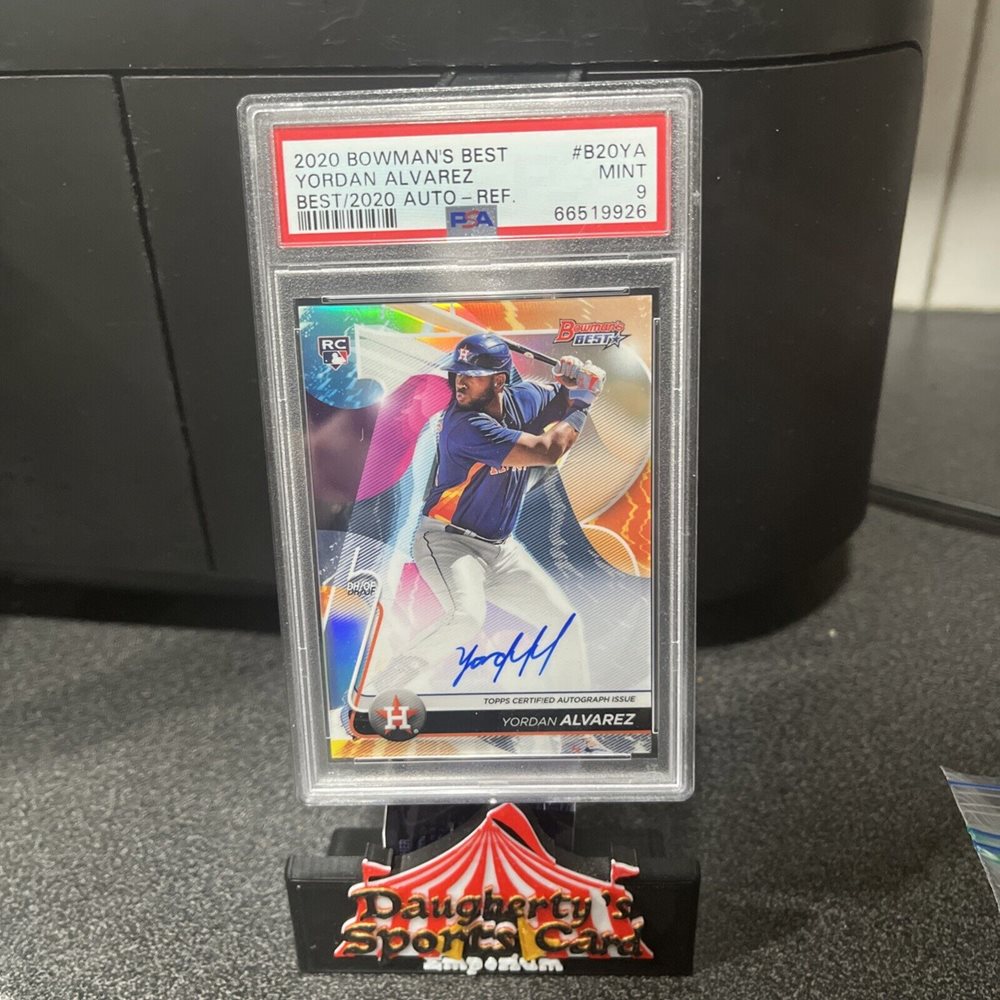 2020 BOWMAN'S BEST #B20YA
YORDAN ALVAREZ MINT
BEST/2020 AUTO-REF. 9
PSA 66519926
RC
Bowman's
BEST
H
DH/OF
TOPPS CERTIFIED AUTOGRAPH ISSUE
YORDAN ALVAREZ
H
Daugherty's
Sports Card
Emporium